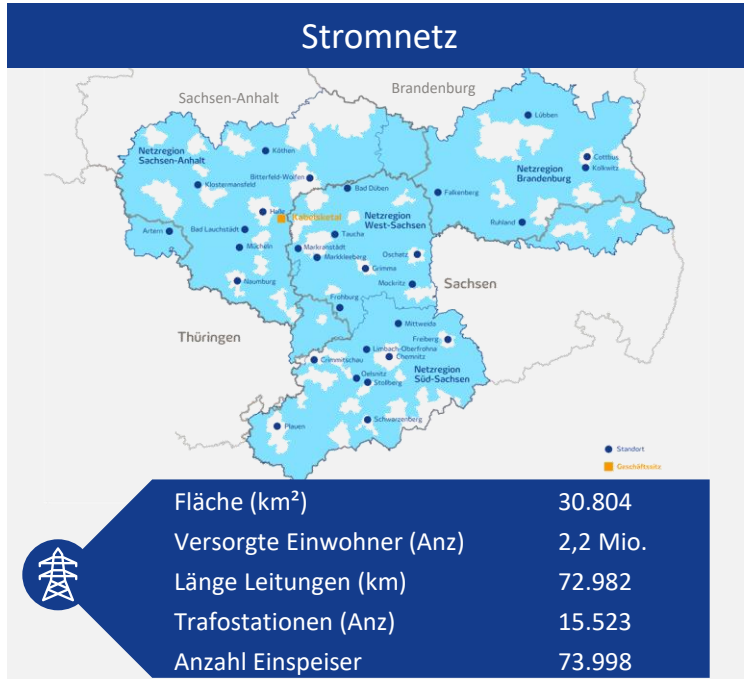 Stromnetz
Brandenburg
Sachsen-Anhalt
Lübben
Netzregion
Sachsen-Anhalt
Köthen
Cottbus
Kolkwitz
Netzregion
Brandenburg
Bitterfeld-Wolfen
Klostermansfeld
Bad Düben
Falkenberg
Halle
Kabelsketal
Netzregion
West-Sachsen
Ruhland
Artern
Bad Lauchstädt
Taucha
Mücheln
Markranstädt
Markkleeberg
Oschatz
Grimma
Naumburg
Mockritz
Sachsen
Frohburg
Thüringen
Mittweida
Freiberg
Limbach-Oberfrohna
Crimmitschau
Chemnitz
Netzregion
Süd-Sachsen
Oelsnitz
Stollberg
Schwarzenberg
Plauen
Standort
Geschäftssitz
Fläche (km²) 30.804
Versorgte Einwohner (Anz) 2,2 Mio.
Länge Leitungen (km) 72.982
Trafostationen (Anz) 15.523
Anzahl Einspeiser 73.998